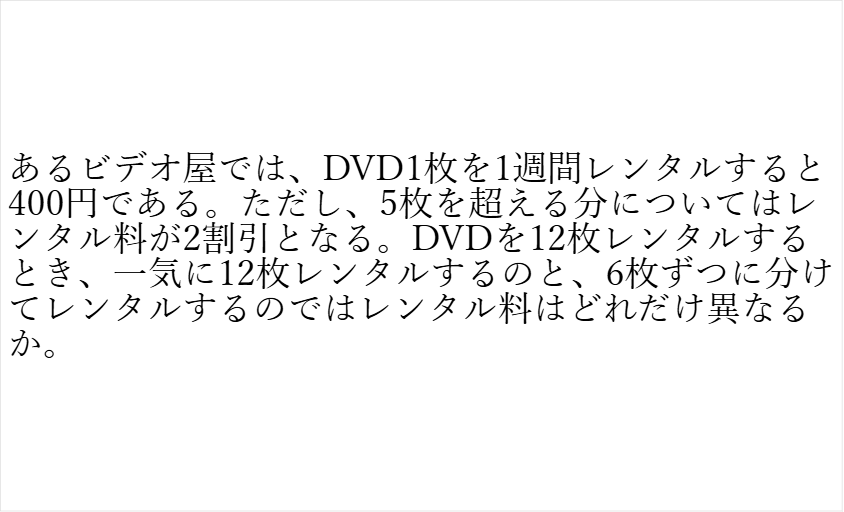 あるビデオ屋では、DVD1枚を1週間レンタルすると
400円である。ただし、5枚を超える分についてはレ
ンタル料が2割引となる。DVDを12枚レンタルする
とき、一気に12枚レンタルするのと、6枚ずつに分け
てレンタルするのではレンタル料はどれだけ異なる
か。